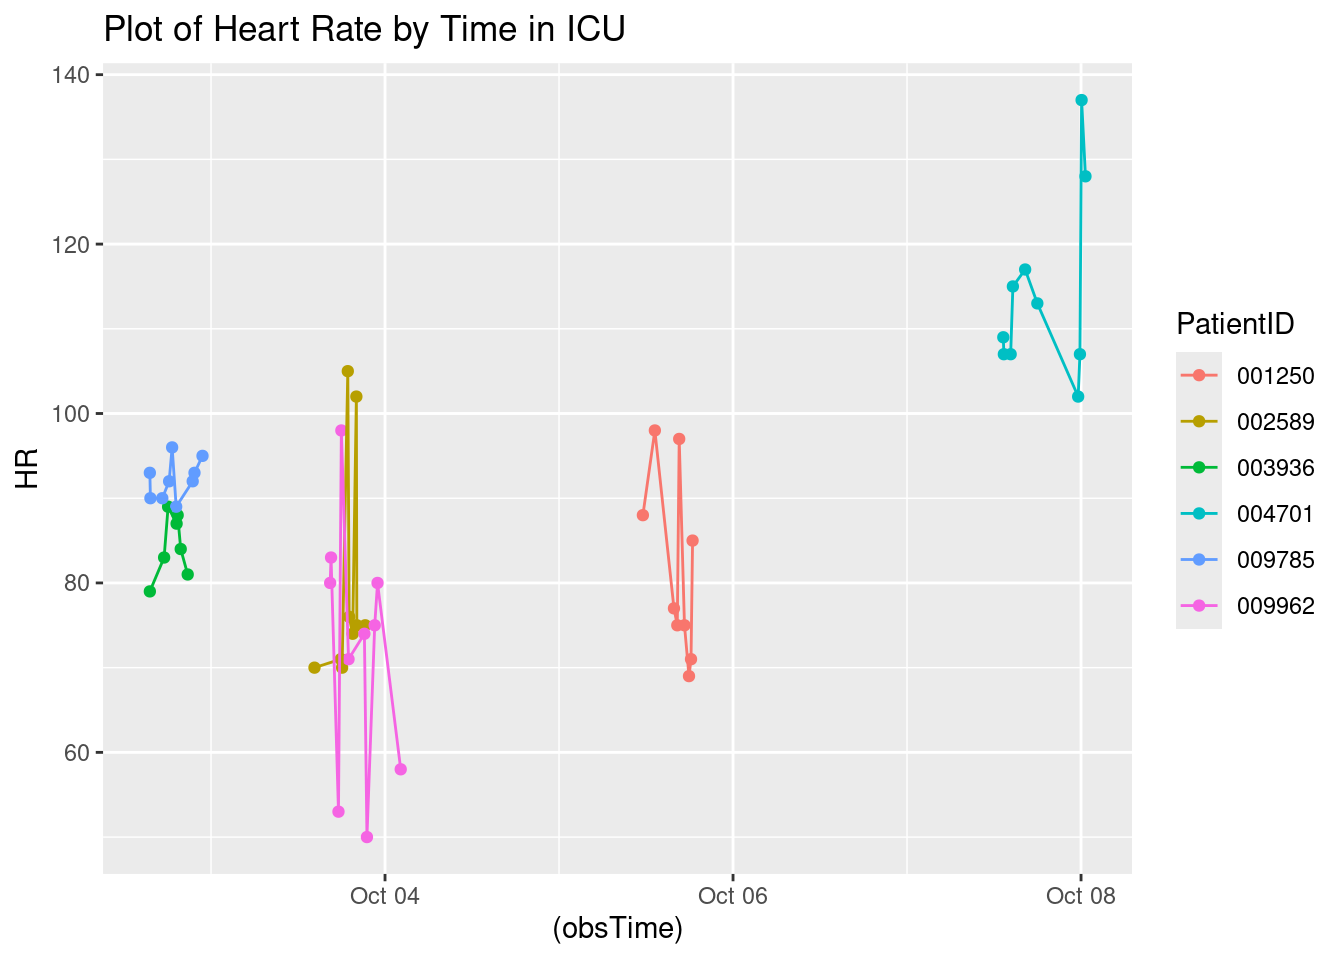 Plot of Heart Rate by Time in ICU
140
120
100
80
60
HR
Oct 04
Oct 06
Oct 08
(obsTime)
PatientID
001250
002589
003936
004701
009785
009962